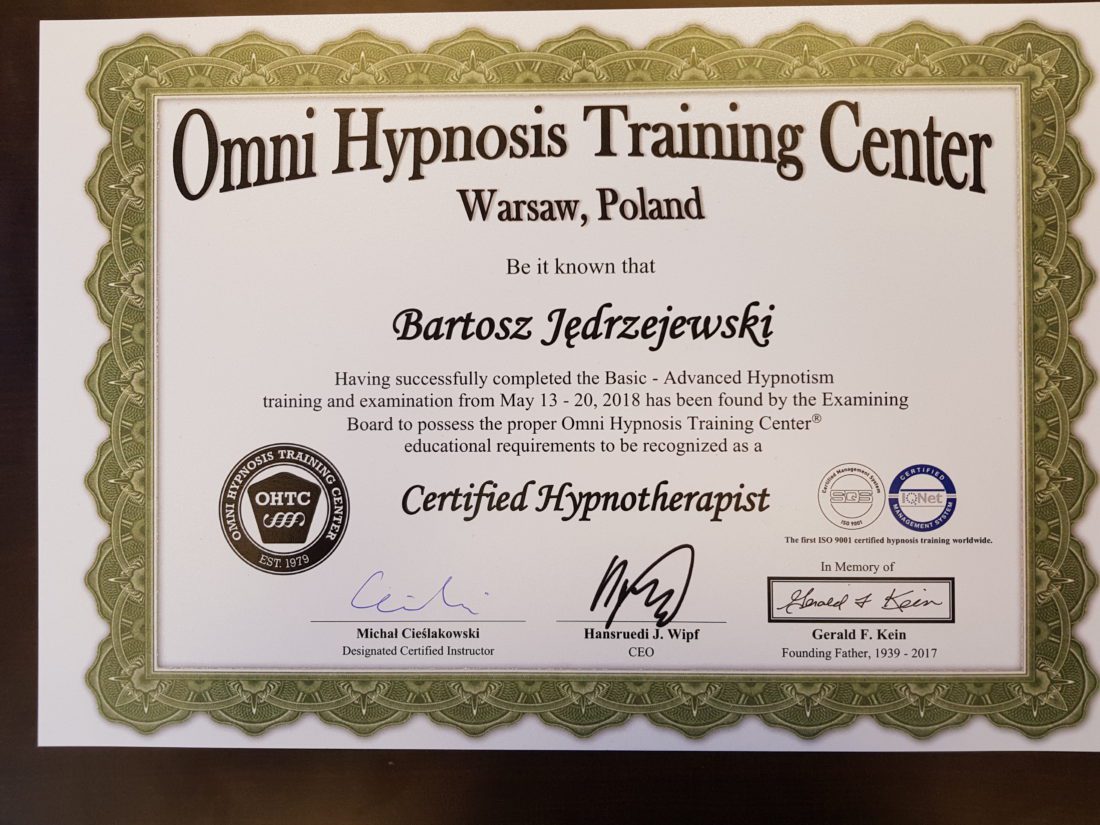 Omni Hypnosis Training Center
Warsaw, Poland
Be it known that
Bartosz Jędrzejewski
Having successfully completed the Basic - Advanced Hypnotism
training and examination from May 13 - 20, 2018 has been found by the Examining
Board to possess the proper Omni Hypnosis Training Center®
educational requirements to be recognized as a
Certified Hypnotherapist
OMNI HYPNOSIS TRAINING CENTER
OHTC
EST. 1979
Certified Management System
SQS
ISO 9001
CERTIFIED
IQNet
MANAGEMENT SYSTEM
The first ISO 9001 certified hypnosis training worldwide.
In Memory of
Gerald F Kein
Michał Cieślakowski
Designated Certified Instructor
Hansruedi J. Wipf
CEO
Gerald F. Kein
Founding Father, 1939 - 2017